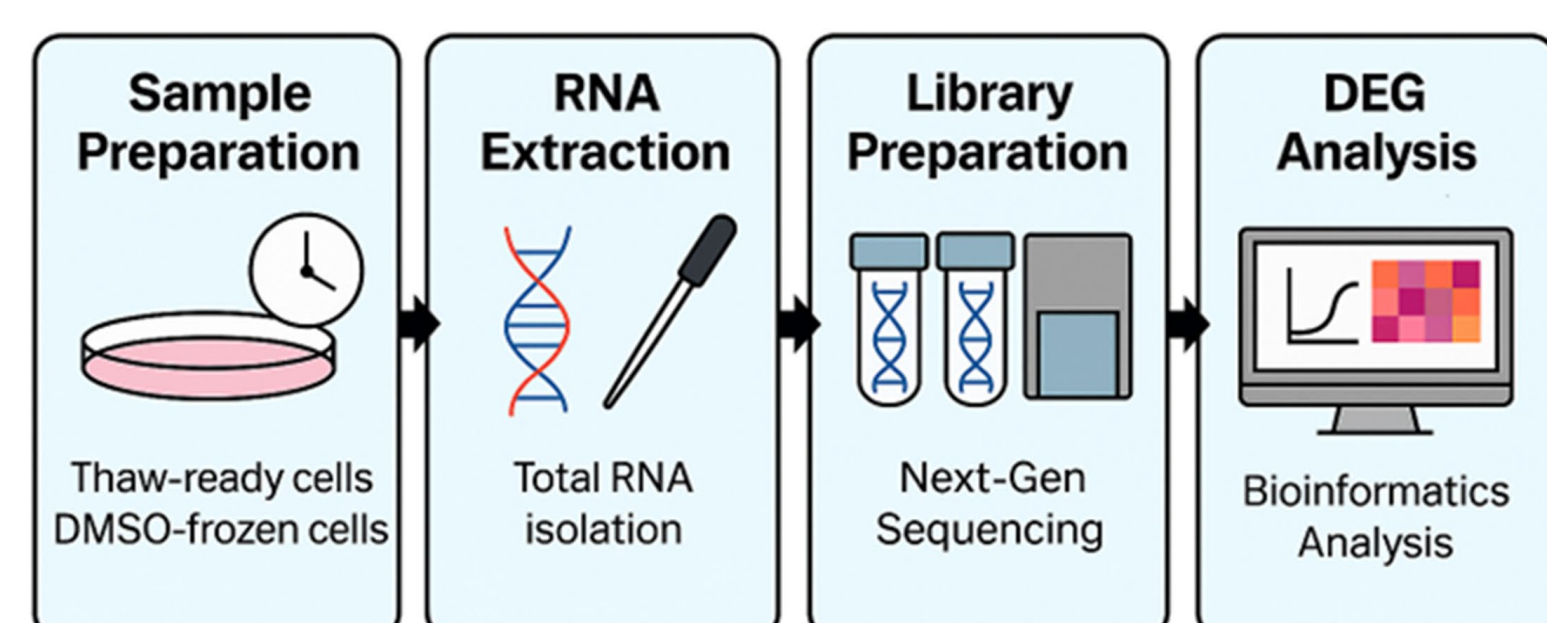 Sample
Preparation
Thaw-ready cells
DMSO-frozen cells
RNA
Extraction
Total RNA
isolation
Library
Preparation
Next-Gen
Sequencing
DEG
Analysis
Bioinformatics
Analysis